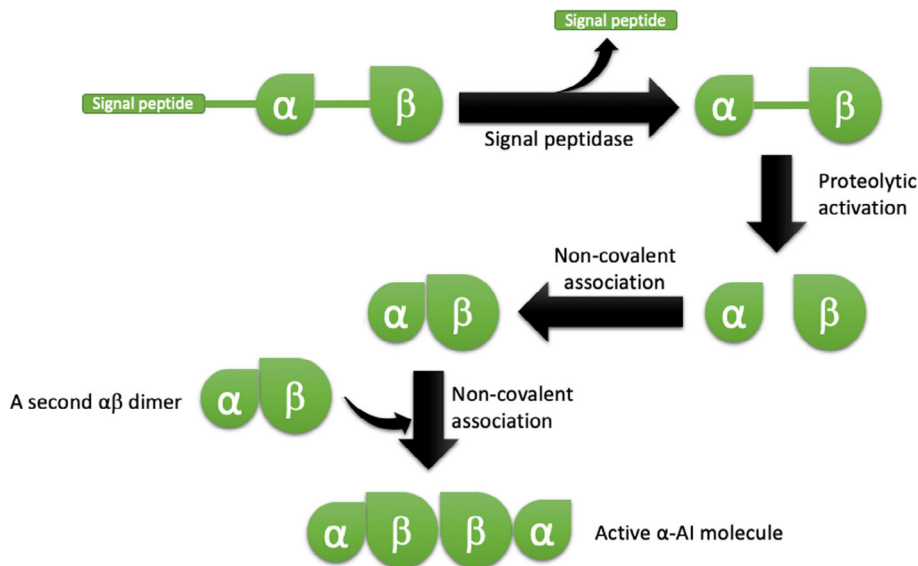 Signal peptide
Signal peptide
α
β
Signal peptidase
α
β
Proteolytic
activation
α
β
Non-covalent
association
α
β
A second αβ dimer
α
β
Non-covalent
association
α
β
β
α
Active α-AI molecule